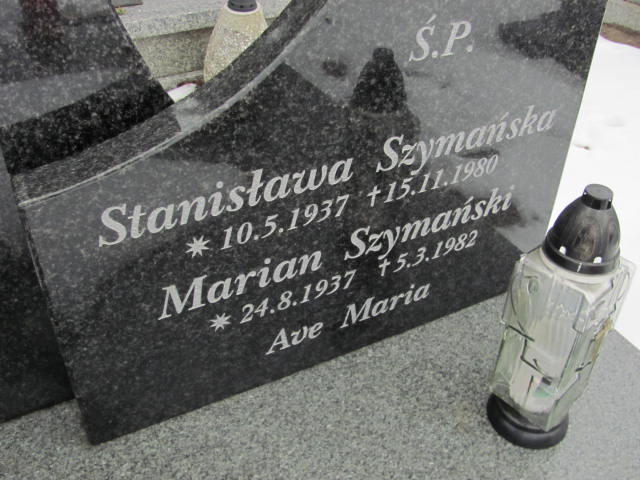 Ś.P.
Stanisława Szymańska
✷ 10.5.1937 †15.11.1980
Marian Szymański
✷ 24.8.1937 †5.3.1982
Ave Maria